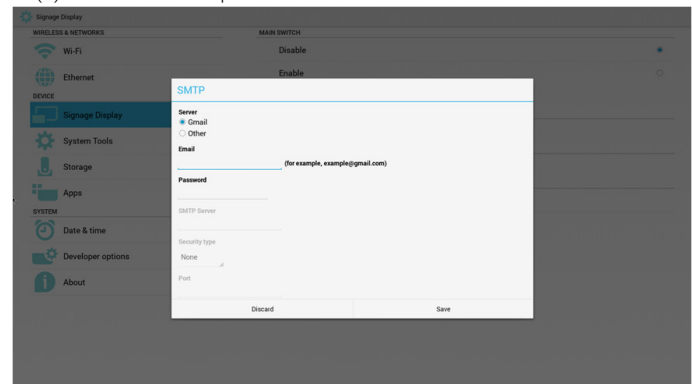 Signage Display
WIRELESS & NETWORKS
MAIN SWITCH
Wi-Fi
Disable
Ethernet
Enable
DEVICE
Signage Display
System Tools
Storage
Apps
SYSTEM
Date & time
Developer options
About
SMTP
Server
Gmail
Other
Email
(for example, example@gmail.com)
Password
SMTP Server
Security type
None
Port
Discard
Save